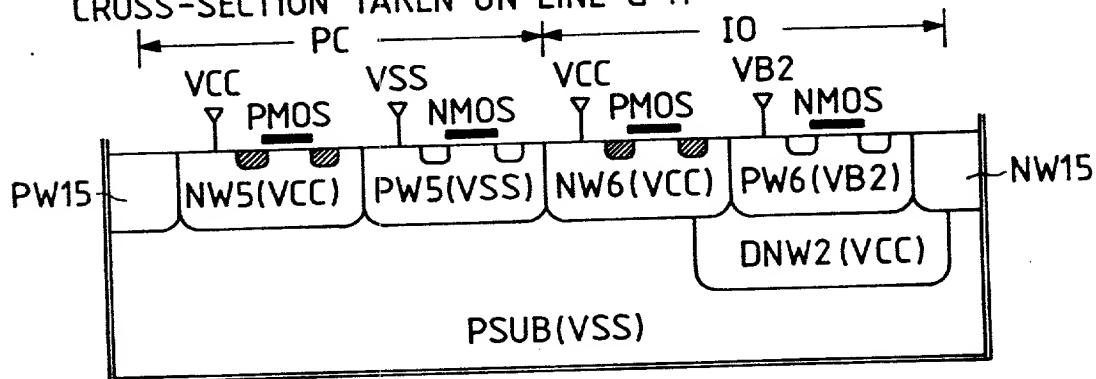 PC IO
VCC VSS VCC VB2
PMOS NMOS PMOS NMOS
PW15 NW5(VCC) PW5(VSS) NW6(VCC) PW6(VB2) NW15
DNW2(VCC)
PSUB(VSS)